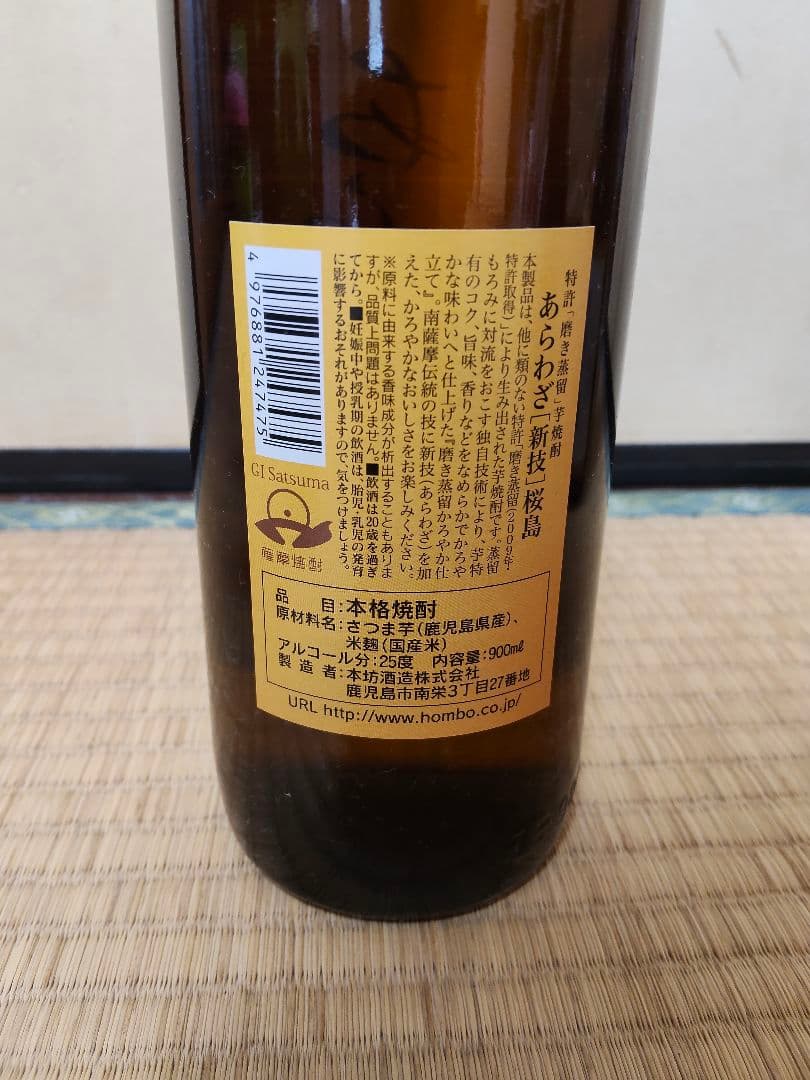 特許「磨き蒸留」芋焼酎
あらわざ「新技」桜島
本製品は、他に類のない特許「磨き蒸留(2009年・
特許取得)」により生み出された芋焼酎です。蒸留
もろみに対流をおこす独自技術により、芋特
有のコク、旨味、香りなどをなめらかでかろや
かな味わいへと仕上げた『磨き蒸留かろやか仕
立て』。南薩摩伝統の技に新技(あらわざ)を加
えた、かろやかなおいしさをお楽しみください。
※原料に由来する香味成分が析出することもありま
すが、品質上問題はありません。■飲酒は20歳を過ぎ
てから。■妊娠中や授乳期の飲酒は、胎児・乳児の発育
に影響するおそれがありますので、気をつけましょう。
4 976881 247475
GI Satsuma
薩摩焼酎
品 目:本格焼酎
原材料名:さつま芋(鹿児島県産)、
米麹(国産米)
アルコール分:25度 内容量:900㎖
製造者:本坊酒造株式会社
鹿児島市南栄3丁目27番地
URL http://www.hombo.co.jp/